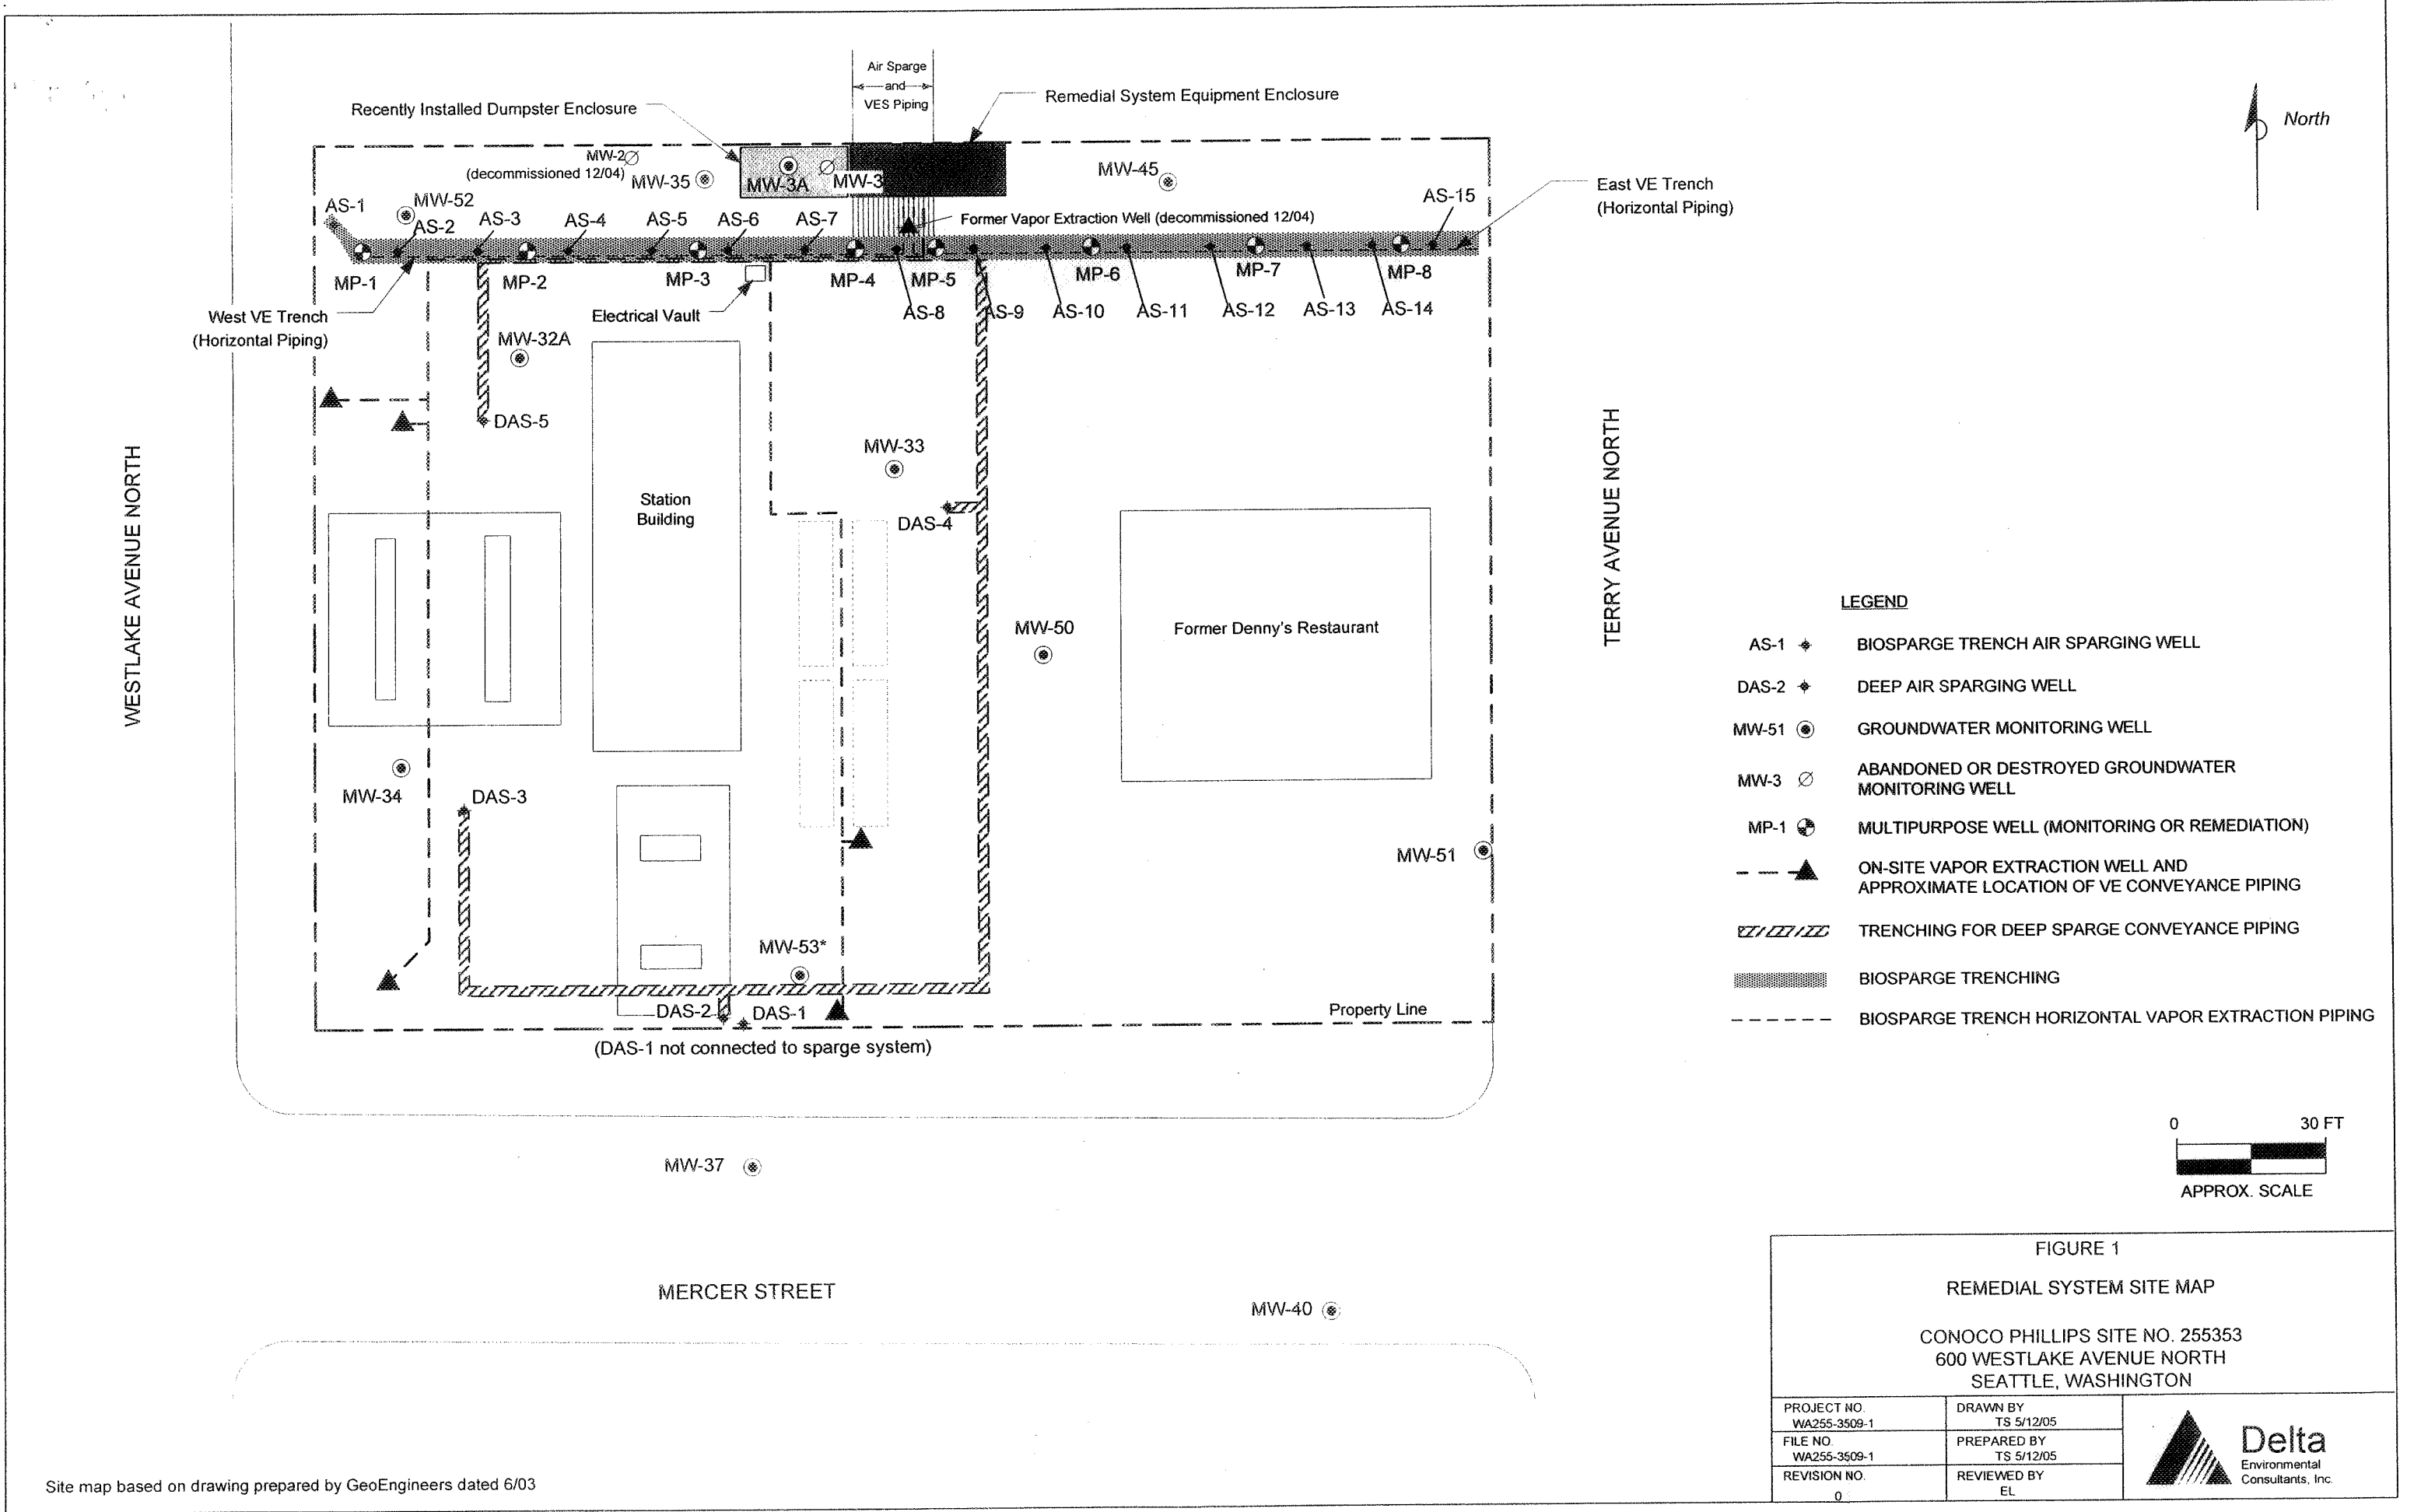 Air Sparge
and
VES Piping
Recently Installed Dumpster Enclosure
Remedial System Equipment Enclosure
North
MW-2
(decommissioned 12/04)
MW-35
MW-3A
MW-3
MW-45
East VE Trench
(Horizontal Piping)
AS-1
MW-52
AS-2
AS-3
AS-4
AS-5
AS-6
AS-7
Former Vapor Extraction Well (decommissioned 12/04)
AS-15
MP-1
MP-2
MP-3
MP-4
MP-5
MP-6
MP-7
MP-8
West VE Trench
(Horizontal Piping)
Electrical Vault
AS-8
AS-9
AS-10
AS-11
AS-12
AS-13
AS-14
MW-32A
DAS-5
MW-33
Station
Building
DAS-4
WESTLAKE AVENUE NORTH
TERRY AVENUE NORTH
MW-50
Former Denny's Restaurant
MW-34
DAS-3
MW-51
MW-53*
DAS-2
DAS-1
Property Line
(DAS-1 not connected to sparge system)
MW-37
MERCER STREET
MW-40
LEGEND
AS-1 BIOSPARGE TRENCH AIR SPARGING WELL
DAS-2 DEEP AIR SPARGING WELL
MW-51 GROUNDWATER MONITORING WELL
MW-3 ABANDONED OR DESTROYED GROUNDWATER
MONITORING WELL
MP-1 MULTIPURPOSE WELL (MONITORING OR REMEDIATION)
ON-SITE VAPOR EXTRACTION WELL AND
APPROXIMATE LOCATION OF VE CONVEYANCE PIPING
TRENCHING FOR DEEP SPARGE CONVEYANCE PIPING
BIOSPARGE TRENCHING
BIOSPARGE TRENCH HORIZONTAL VAPOR EXTRACTION PIPING
0 30 FT
APPROX. SCALE
FIGURE 1
REMEDIAL SYSTEM SITE MAP
CONOCO PHILLIPS SITE NO. 255353
600 WESTLAKE AVENUE NORTH
SEATTLE, WASHINGTON
PROJECT NO.
WA255-3509-1
DRAWN BY
TS 5/12/05
FILE NO.
WA255-3509-1
PREPARED BY
TS 5/12/05
REVISION NO.
0
REVIEWED BY
EL
Delta
Environmental
Consultants, Inc.
Site map based on drawing prepared by GeoEngineers dated 6/03